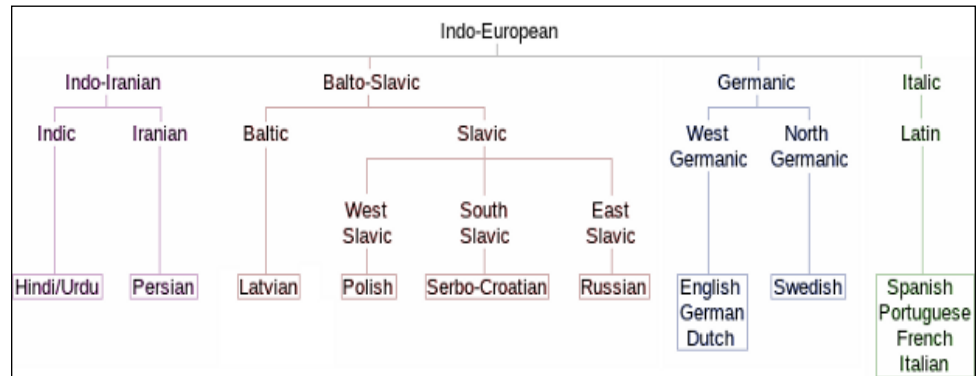 Indo-European
Indo-Iranian Balto-Slavic Germanic Italic
Indic Iranian Baltic Slavic West Germanic North Germanic Latin
West Slavic South Slavic East Slavic
Hindi/Urdu Persian Latvian Polish Serbo-Croatian Russian English Swedish Spanish
German Portuguese
Dutch French
Italian